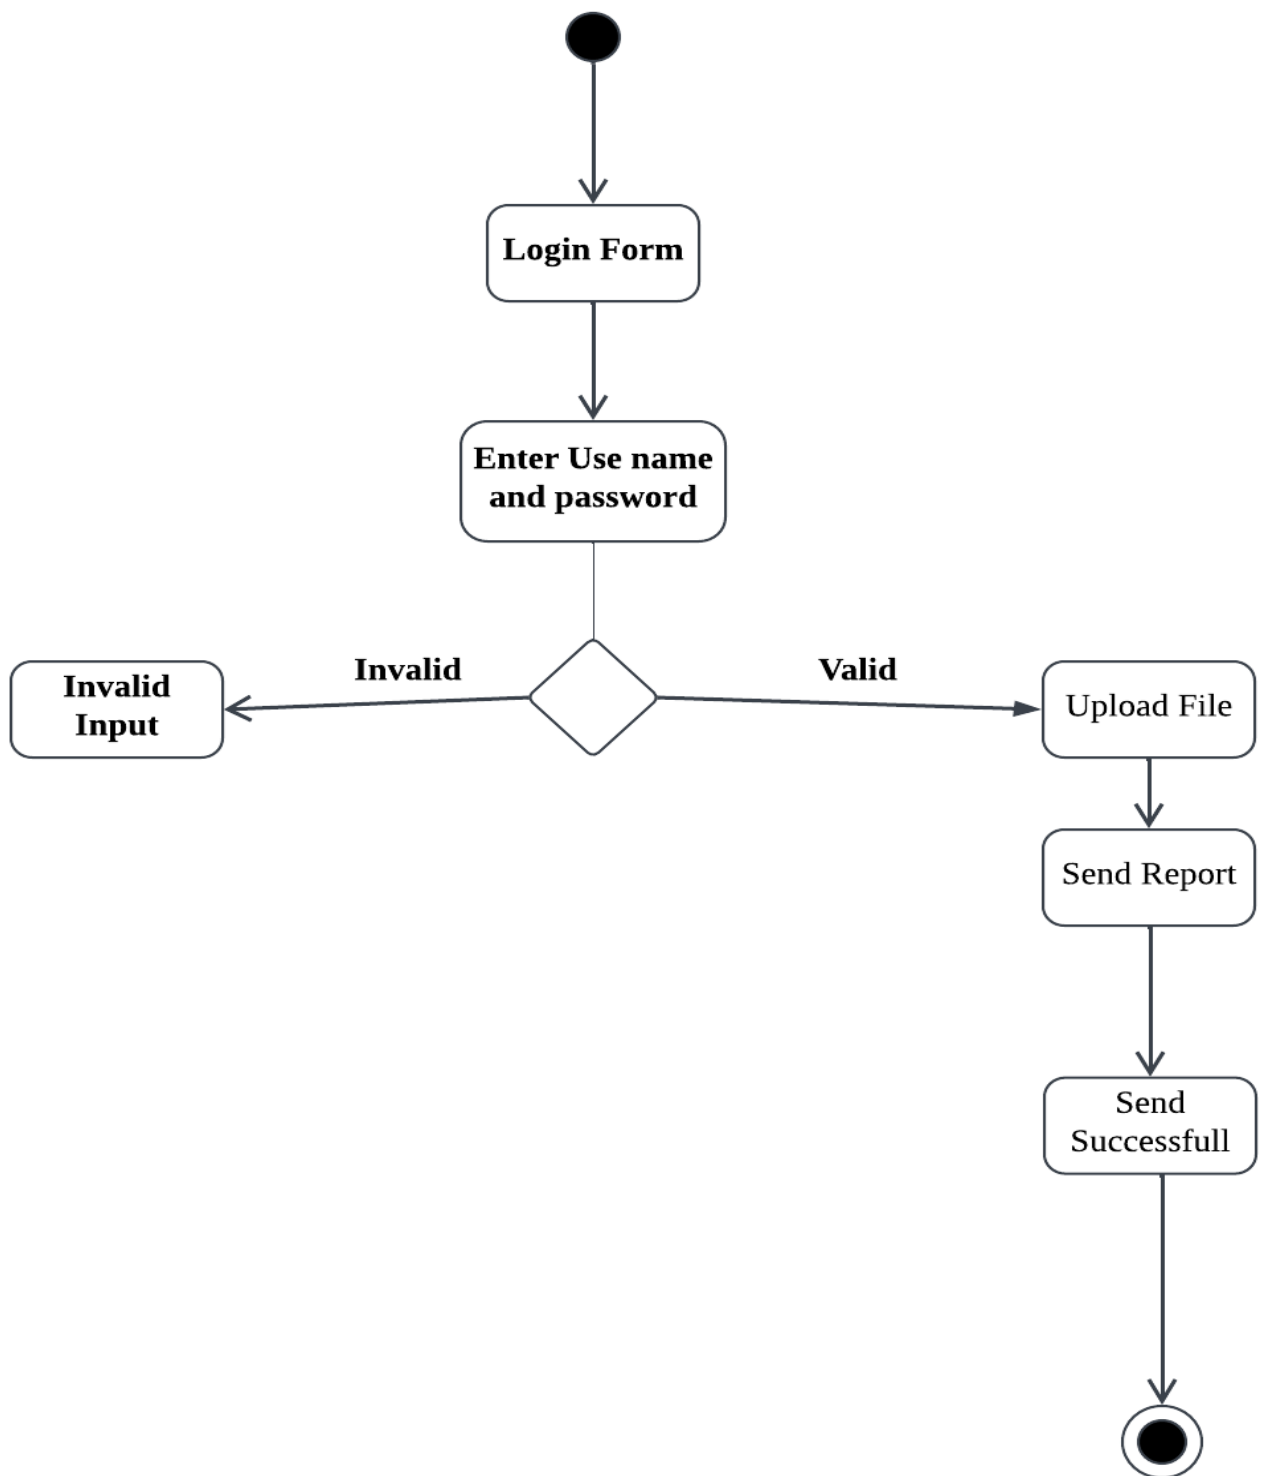 Login Form
Enter Use name
and password
Invalid
Valid
Invalid
Input
Upload File
Send Report
Send
Successfull